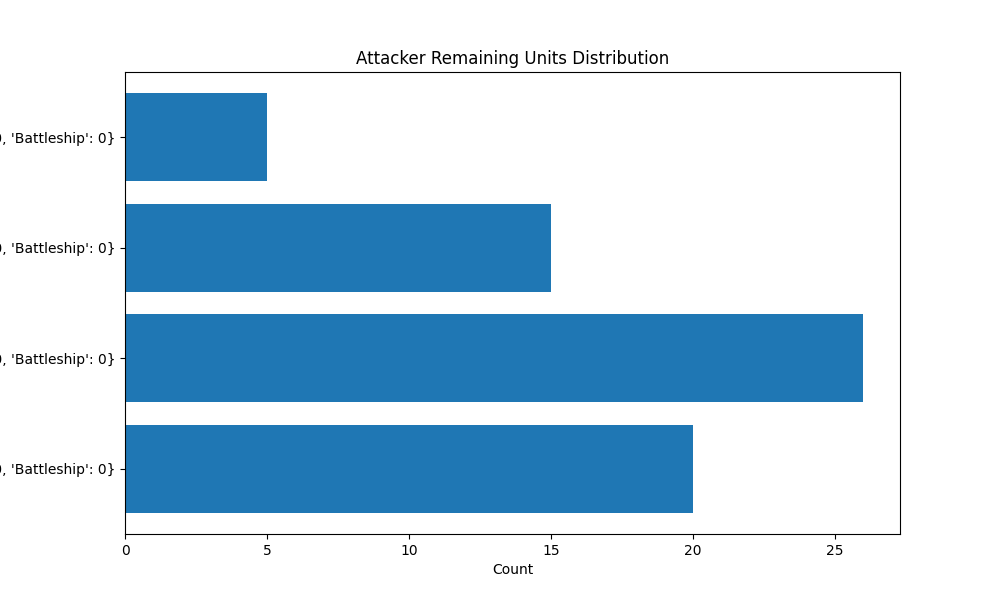 Attacker Remaining Units Distribution
, 'Battleship': 0}
, 'Battleship': 0}
, 'Battleship': 0}
, 'Battleship': 0}
0 5 10 15 20 25
Count